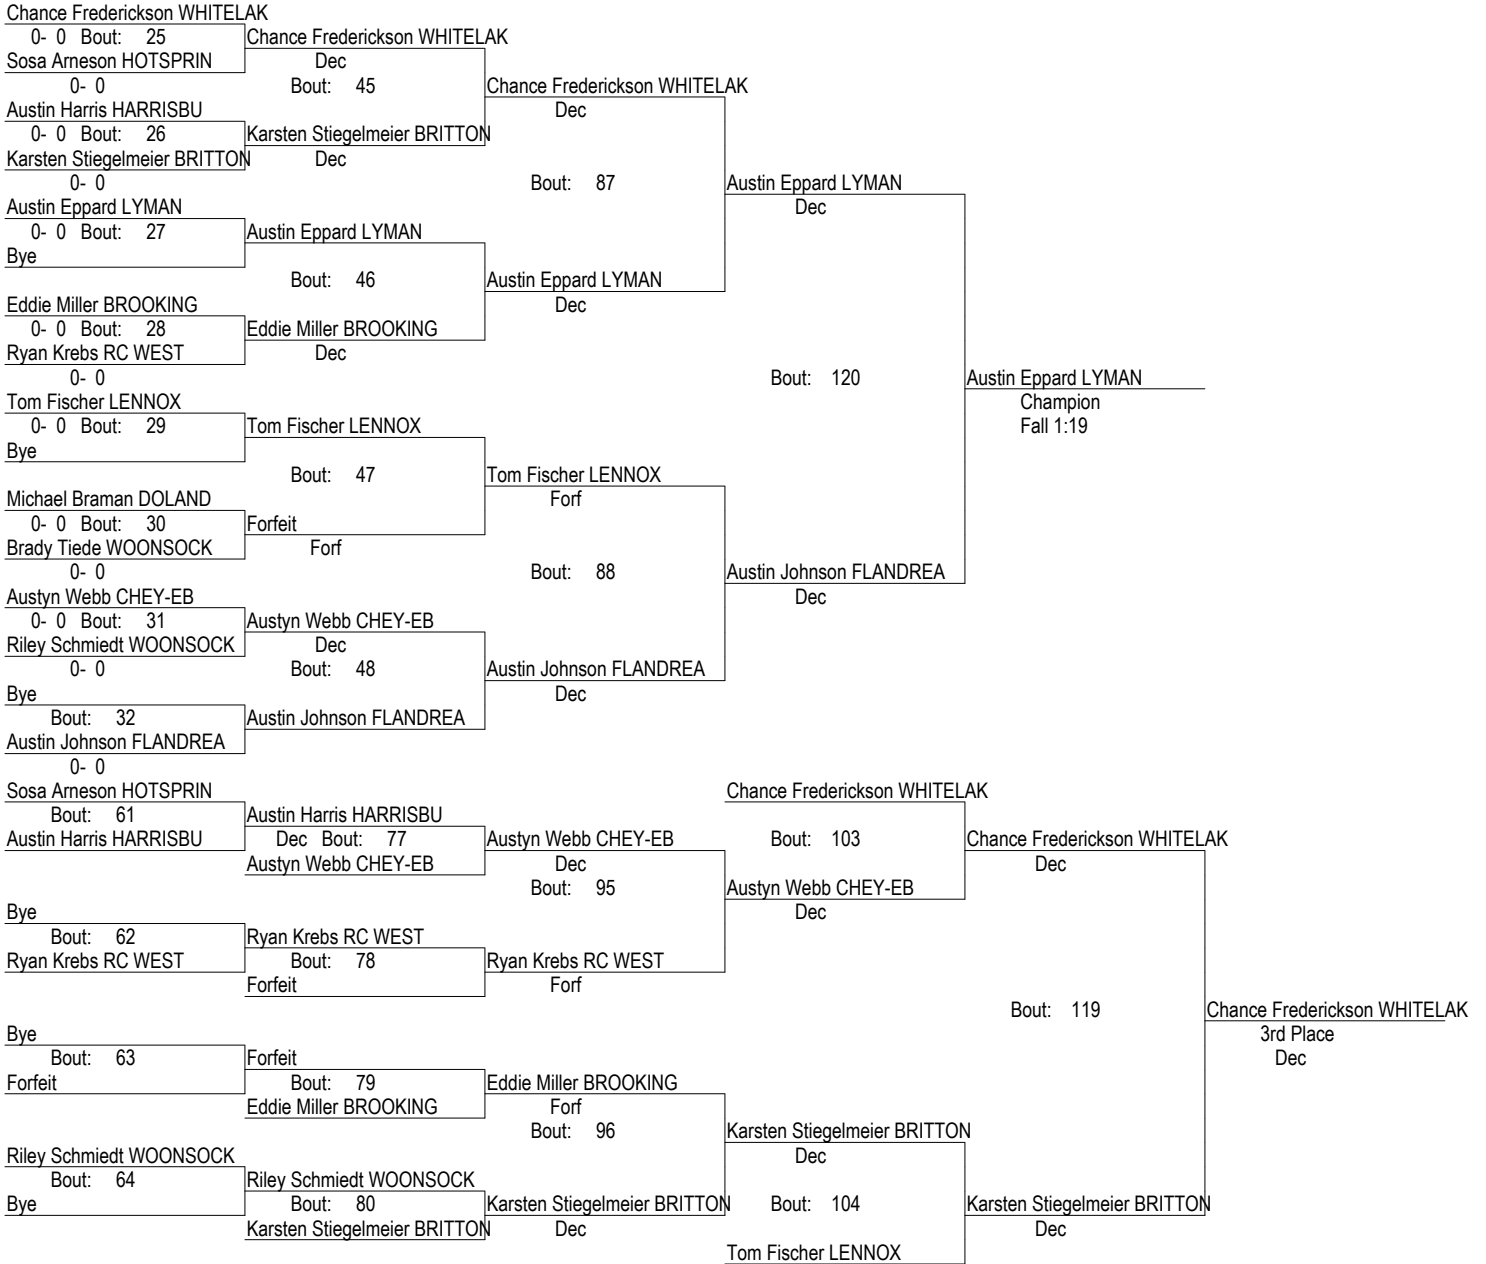 Chance Frederickson WHITELAK
0- 0 Bout: 25 Chance Frederickson WHITELAK
Sosa Arneson HOTSPRIN Dec
0- 0 Bout: 45 Chance Frederickson WHITELAK
Austin Harris HARRISBU Dec
0- 0 Bout: 26 Karsten Stiegelmeier BRITTON
Karsten Stiegelmeier BRITTON Dec
0- 0 Bout: 87 Austin Eppard LYMAN
Austin Eppard LYMAN Dec
0- 0 Bout: 27 Austin Eppard LYMAN
Bye
Bout: 46 Austin Eppard LYMAN
Eddie Miller BROOKING Dec
0- 0 Bout: 28 Eddie Miller BROOKING
Ryan Krebs RC WEST Dec
0- 0 Bout: 120 Austin Eppard LYMAN
Tom Fischer LENNOX Champion
0- 0 Bout: 29 Tom Fischer LENNOX Fall 1:19
Bye
Bout: 47 Tom Fischer LENNOX
Michael Braman DOLAND Forf
0- 0 Bout: 30 Forfeit
Brady Tiede WOONSOCK Forf
0- 0 Bout: 88 Austin Johnson FLANDREA
Austyn Webb CHEY-EB Dec
0- 0 Bout: 31 Austyn Webb CHEY-EB
Riley Schmiedt WOONSOCK Dec
0- 0 Bout: 48 Austin Johnson FLANDREA
Bye Dec
Bout: 32 Austin Johnson FLANDREA
Austin Johnson FLANDREA
0- 0
Sosa Arneson HOTSPRIN Chance Frederickson WHITELAK
Bout: 61 Austin Harris HARRISBU
Austin Harris HARRISBU Dec Bout: 77 Austyn Webb CHEY-EB Bout: 103 Chance Frederickson WHITELAK
Austyn Webb CHEY-EB Dec Dec
Bout: 95 Austyn Webb CHEY-EB
Bye Dec
Bout: 62 Ryan Krebs RC WEST
Ryan Krebs RC WEST Bout: 78 Ryan Krebs RC WEST
Forfeit Forf
Bout: 119 Chance Frederickson WHITELAK
Bye 3rd Place
Bout: 63 Forfeit Dec
Forfeit Bout: 79 Eddie Miller BROOKING
Eddie Miller BROOKING Forf
Bout: 96 Karsten Stiegelmeier BRITTON
Riley Schmiedt WOONSOCK Dec
Bout: 64 Riley Schmiedt WOONSOCK
Bye Bout: 80 Karsten Stiegelmeier BRITTON Bout: 104 Karsten Stiegelmeier BRITTON
Karsten Stiegelmeier BRITTON Dec Dec
Tom Fischer LENNOX